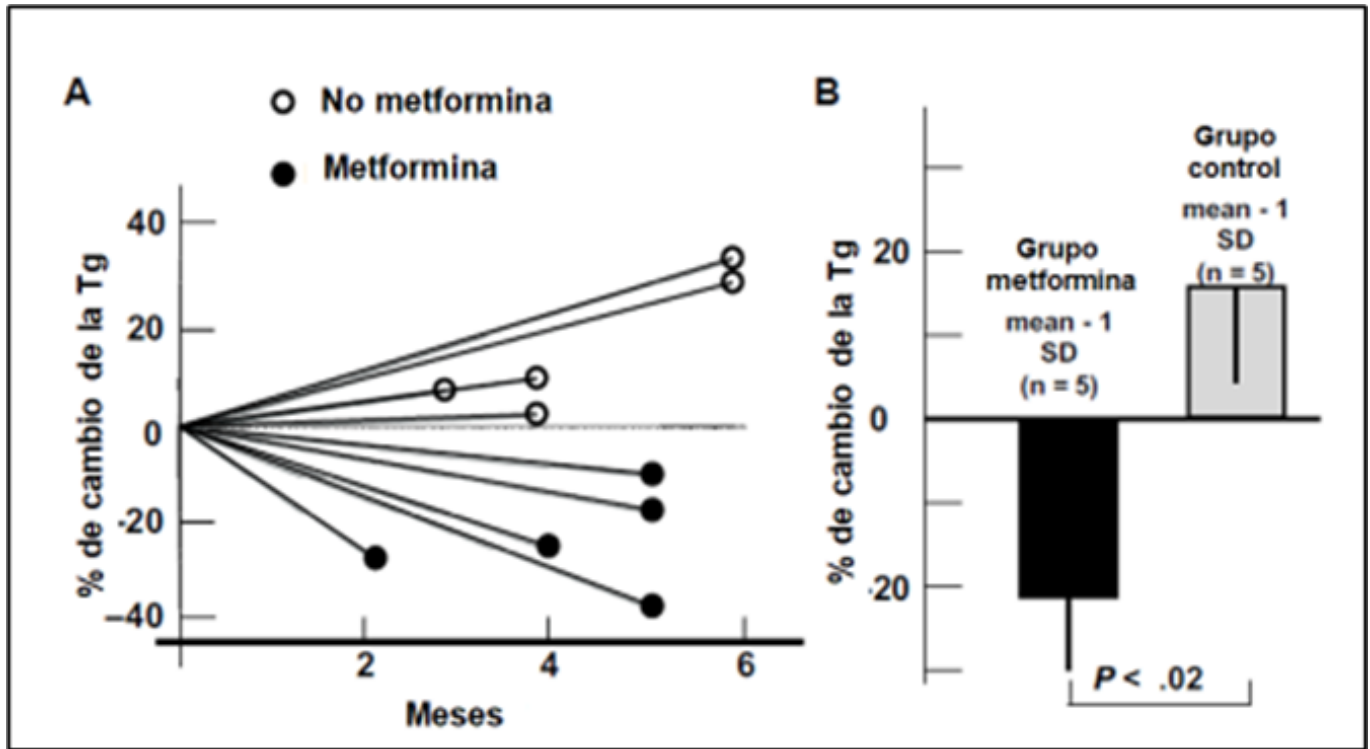 A
No metformina
Metformina
% de cambio de la Tg
40
20
0
-20
–40
2
4
6
Meses
B
Grupo
control
mean - 1
SD
(n = 5)
Grupo
metformina
mean - 1
SD
(n = 5)
% de cambio de la Tg
20
0
-20
P < .02